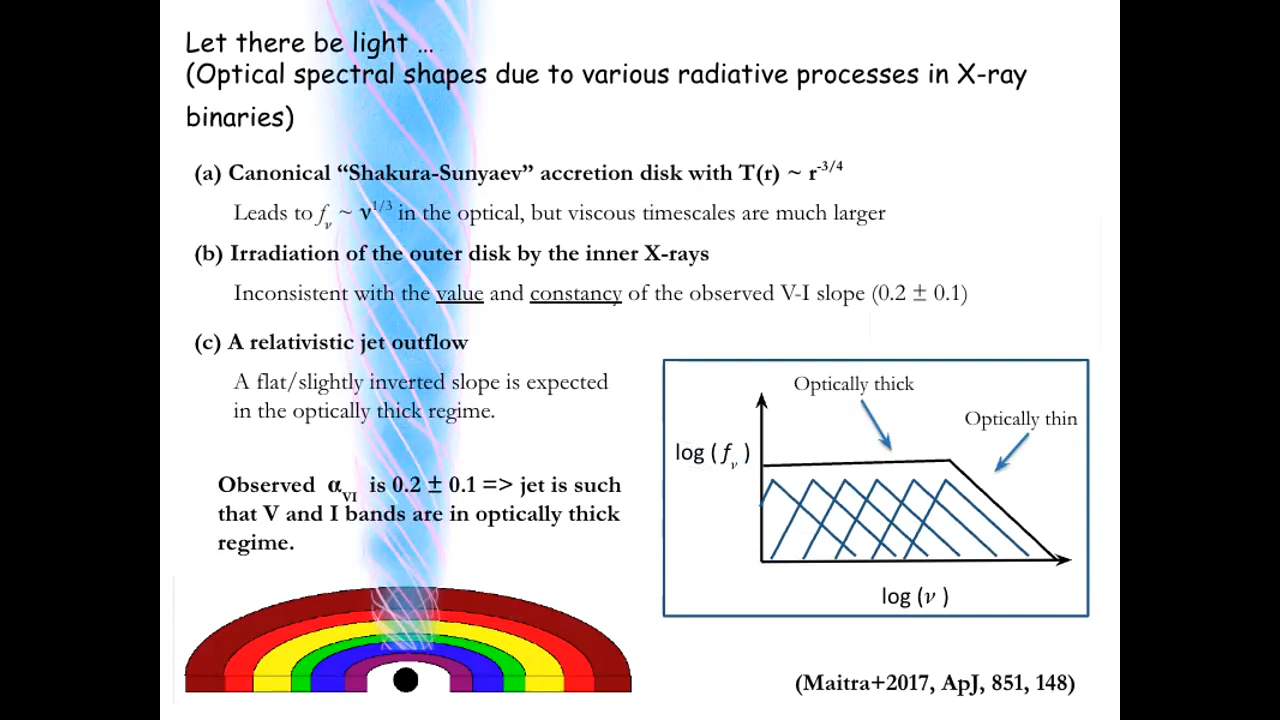 Let there be light …
(Optical spectral shapes due to various radiative processes in X-ray
binaries)
(a) Canonical “Shakura-Sunyaev” accretion disk with T(r) ~ r^-3/4
Leads to fν ~ ν^1/3 in the optical, but viscous timescales are much larger
(b) Irradiation of the outer disk by the inner X-rays
Inconsistent with the value and constancy of the observed V-I slope (0.2 ± 0.1)
(c) A relativistic jet outflow
A flat/slightly inverted slope is expected
in the optically thick regime.
Observed αVI is 0.2 ± 0.1 => jet is such
that V and I bands are in optically thick
regime.
Optically thick
Optically thin
log (fν)
log (ν)
(Maitra+2017, ApJ, 851, 148)